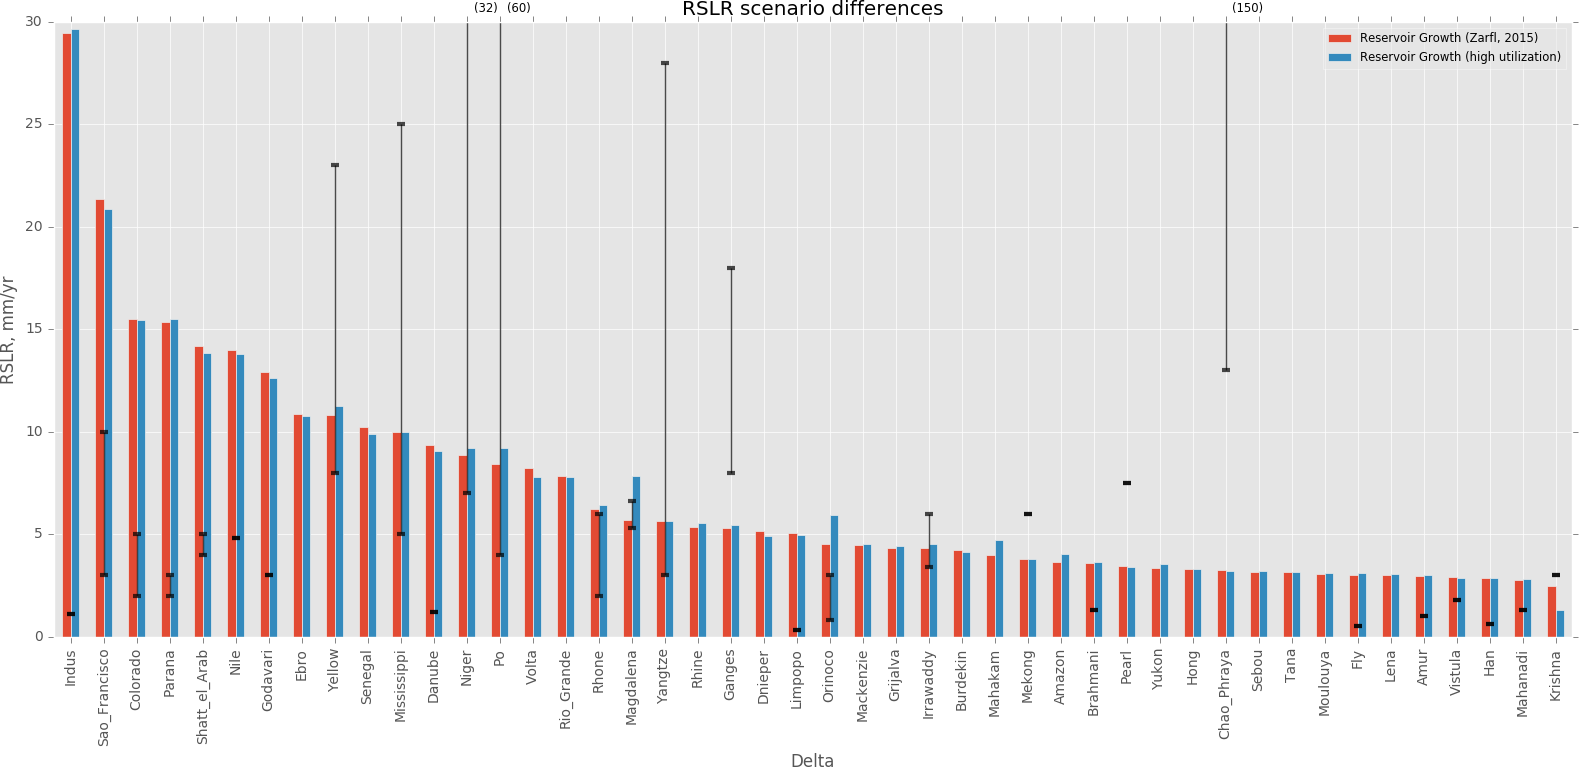 (32) (60) RSLR scenario differences (150)
Reservoir Growth (Zarfl, 2015)
Reservoir Growth (high utilization)
30
25
20
15
10
5
0
RSLR, mm/yr
Indus
Sao_Francisco
Colorado
Parana
Shatt_el_Arab
Nile
Godavari
Ebro
Yellow
Senegal
Mississippi
Danube
Niger
Po
Volta
Rio_Grande
Rhone
Magdalena
Yangtze
Rhine
Ganges
Dnieper
Limpopo
Orinoco
Mackenzie
Grijalva
Irrawaddy
Burdekin
Mahakam
Mekong
Amazon
Brahmani
Pearl
Yukon
Hong
Chao_Phraya
Sebou
Tana
Moulouya
Fly
Lena
Amur
Vistula
Han
Mahanadi
Krishna
Delta